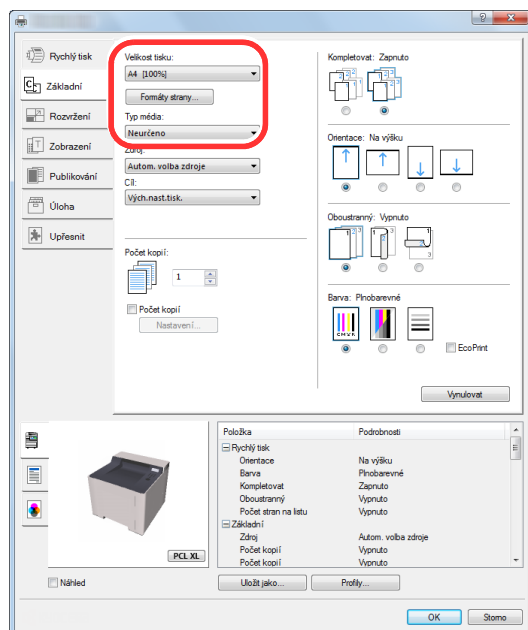 Rychlý tisk
Základní
Rozvržení
Zobrazení
Publikování
Úloha
Upřesnit
Velikost tisku:
A4 [100%]
Formáty strany...
Typ média:
Neurčeno
Zdroj:
Autom. volba zdroje
Cíl:
Vých.nast.tisk.
Počet kopií:
1
Počet kopií
Nastavení...
Kompletovat: Zapnuto
Orientace: Na výšku
Oboustranný: Vypnuto
Barva: Plnobarevné
CMYK
EcoPrint
Vynulovat
Položka Podrobnosti
Rychlý tisk
Orientace Na výšku
Barva Plnobarevné
Kompletovat Zapnuto
Oboustranný Vypnuto
Počet stran na listu Vypnuto
Základní
Zdroj Autom. volba zdroje
Počet kopií Vypnuto
Počet kopií Vypnuto
PCL XL
Náhled
Uložit jako... Profily...
OK Storno